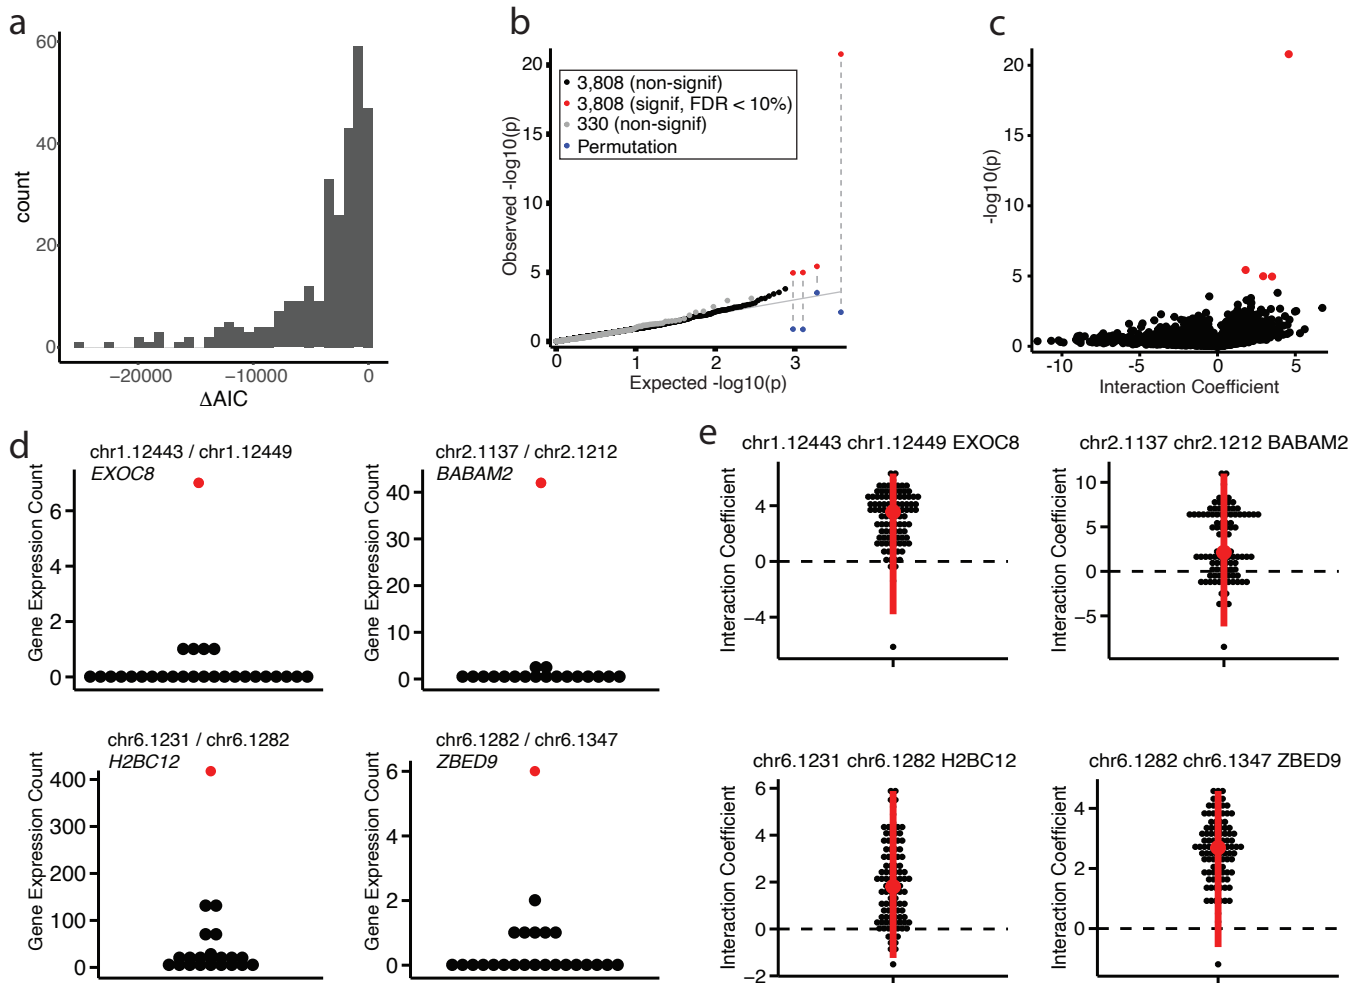 a
count
60
40
20
0
−20000
−10000
0
ΔAIC
b
Observed -log10(p)
20
15
10
5
0
3,808 (non-signif)
3,808 (signif, FDR < 10%)
330 (non-signif)
Permutation
0
1
2
3
Expected -log10(p)
c
-log10(p)
20
15
10
5
0
-10
-5
0
5
Interaction Coefficient
d
chr1.12443 / chr1.12449
EXOC8
Gene Expression Count
6
4
2
0
chr2.1137 / chr2.1212
BABAM2
Gene Expression Count
40
30
20
10
0
chr6.1231 / chr6.1282
H2BC12
Gene Expression Count
400
300
200
100
0
chr6.1282 / chr6.1347
ZBED9
Gene Expression Count
6
4
2
0
e
chr1.12443 chr1.12449 EXOC8
Interaction Coefficient
4
0
−4
chr2.1137 chr2.1212 BABAM2
Interaction Coefficient
10
5
0
−5
chr6.1231 chr6.1282 H2BC12
Interaction Coefficient
6
4
2
0
−2
chr6.1282 chr6.1347 ZBED9
Interaction Coefficient
4
2
0